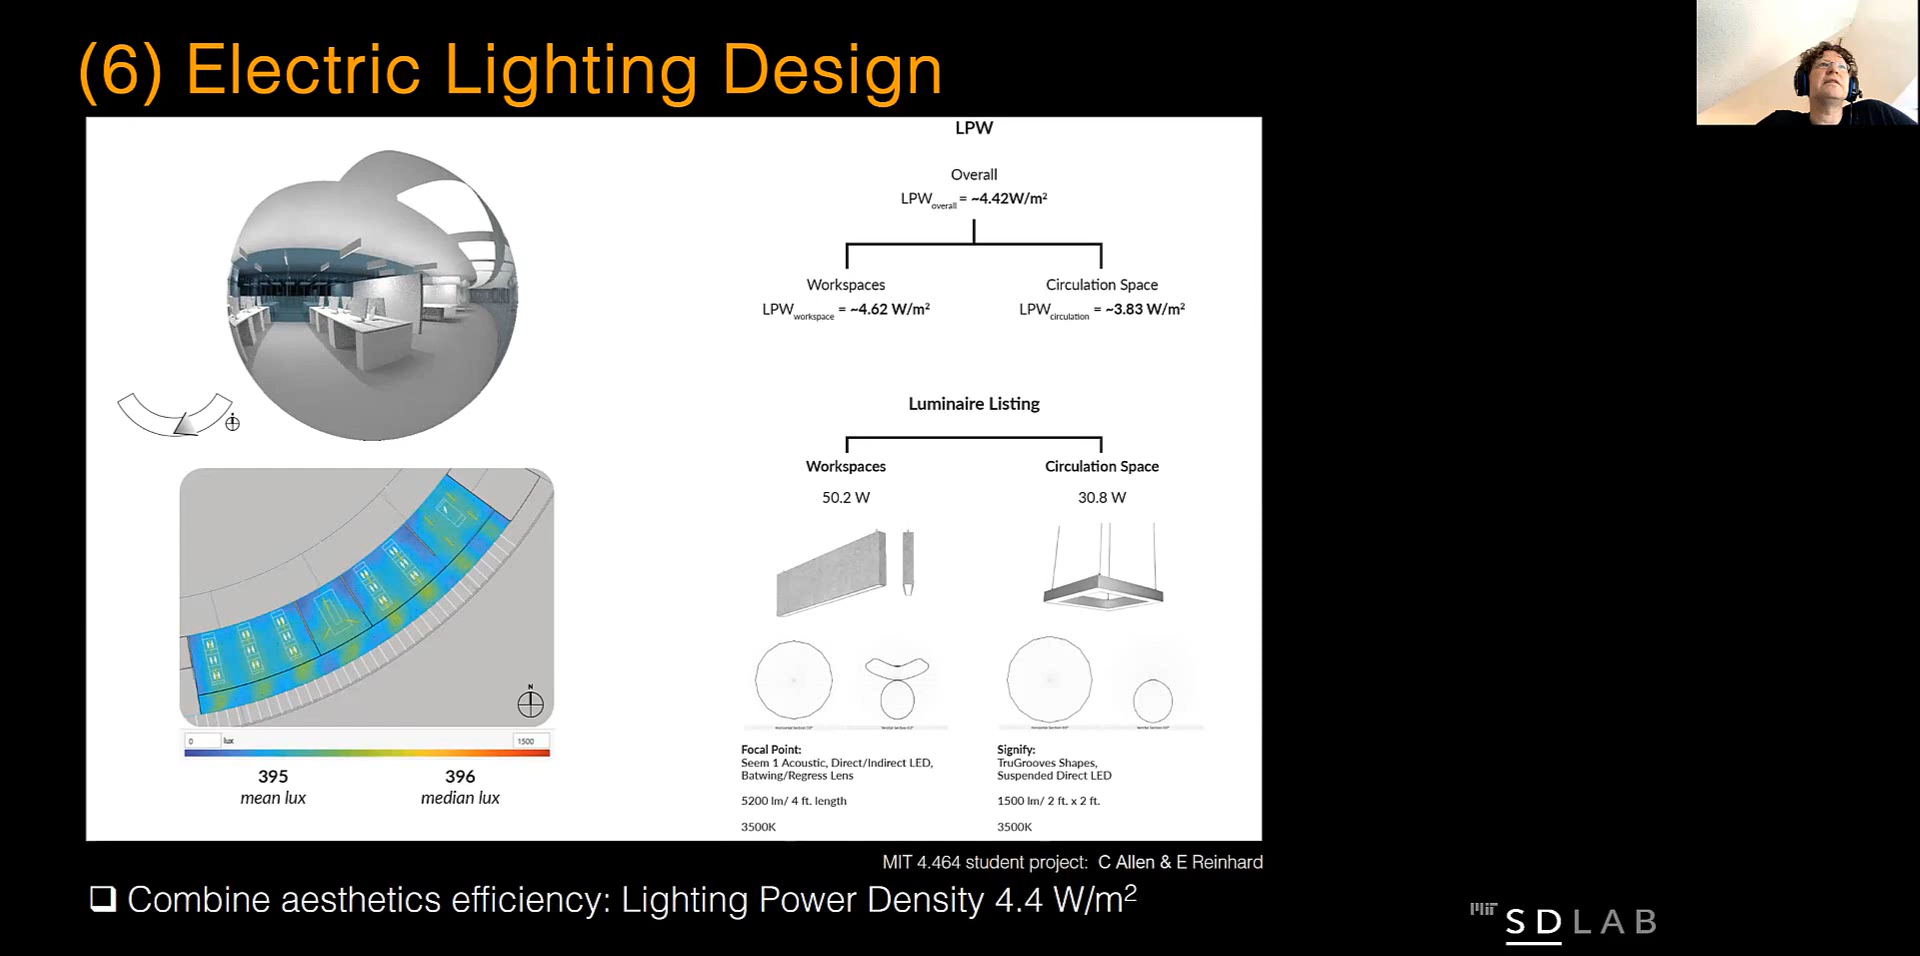 (6) Electric Lighting Design
LPW
Overall
LPWoverall = ~4.42W/m²
Workspaces
LPWworkspace = ~4.62 W/m²
Circulation Space
LPWcirculation = ~3.83 W/m²
Luminaire Listing
Workspaces
50.2 W
Circulation Space
30.8 W
N
0
lux
1500
395
mean lux
396
median lux
Focal Point:
Seem 1 Acoustic, Direct/Indirect LED,
Batwing/Regress Lens
5200 lm/ 4 ft. length
3500K
Signify:
TruGrooves Shapes,
Suspended Direct LED
1500 lm/ 2 ft. x 2 ft.
3500K
MIT 4.464 student project: C Allen & E Reinhard
❑ Combine aesthetics efficiency: Lighting Power Density 4.4 W/m²
MIT
SDLAB